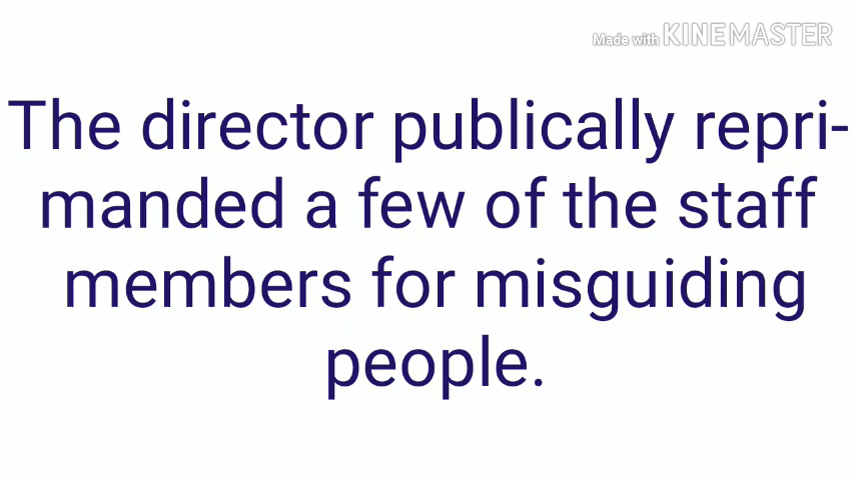 Made with KINEMASTER
The director publically repri-
manded a few of the staff
members for misguiding
people.